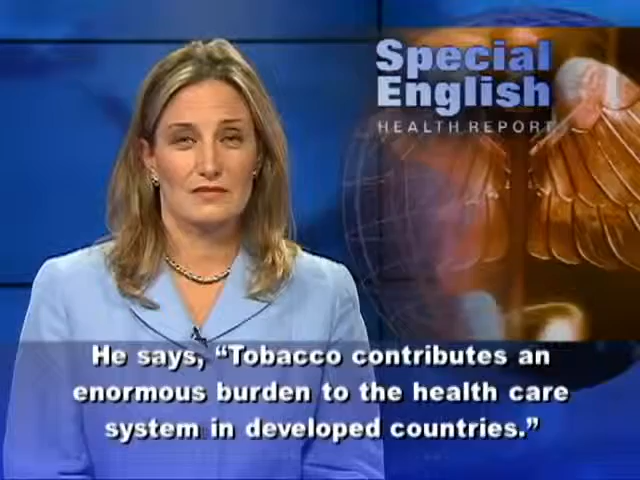 Special
English
HEALTH REPORT
He says, “Tobacco contributes an
enormous burden to the health care
system in developed countries.”